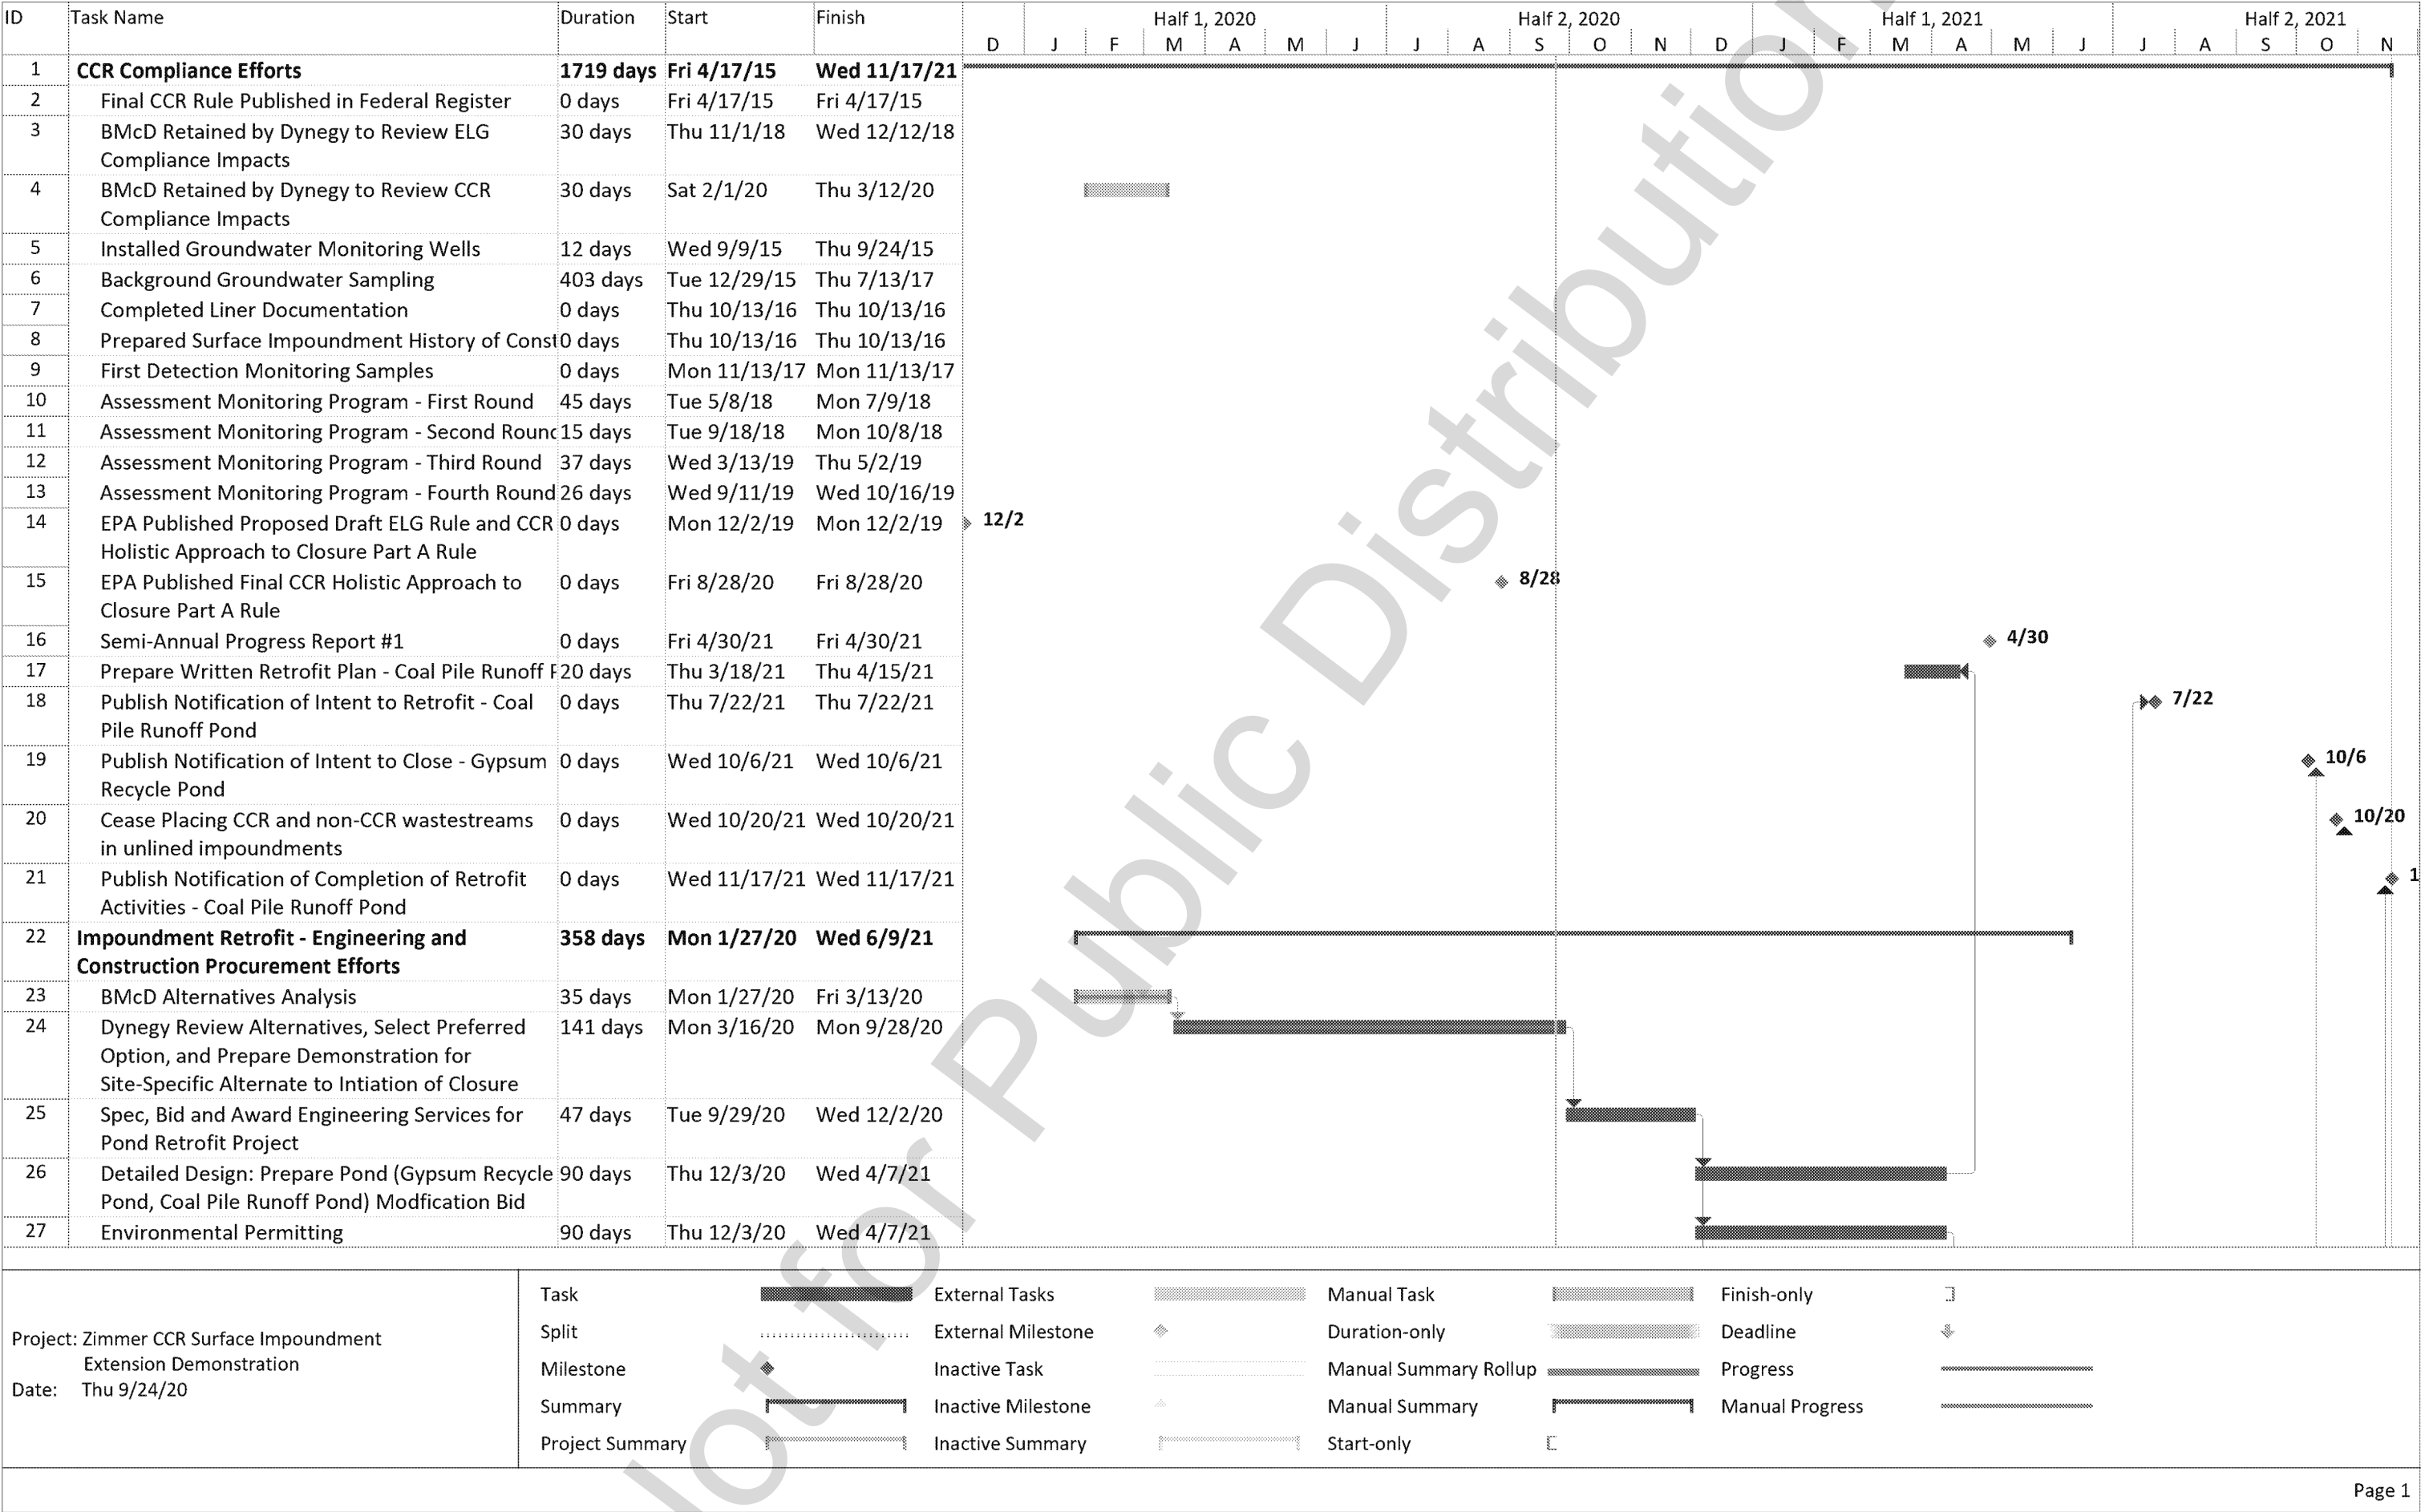 ID Task Name Duration Start Finish Half 1, 2020 Half 2, 2020 Half 1, 2021 Half 2, 2021
D J F M A M J J A S O N D J F M A M J J A S O N
1 CCR Compliance Efforts 1719 days Fri 4/17/15 Wed 11/17/21
2 Final CCR Rule Published in Federal Register 0 days Fri 4/17/15 Fri 4/17/15
3 BMcD Retained by Dynegy to Review ELG 30 days Thu 11/1/18 Wed 12/12/18
Compliance Impacts
4 BMcD Retained by Dynegy to Review CCR 30 days Sat 2/1/20 Thu 3/12/20
Compliance Impacts
5 Installed Groundwater Monitoring Wells 12 days Wed 9/9/15 Thu 9/24/15
6 Background Groundwater Sampling 403 days Tue 12/29/15 Thu 7/13/17
7 Completed Liner Documentation 0 days Thu 10/13/16 Thu 10/13/16
8 Prepared Surface Impoundment History of Const 0 days Thu 10/13/16 Thu 10/13/16
9 First Detection Monitoring Samples 0 days Mon 11/13/17 Mon 11/13/17
10 Assessment Monitoring Program - First Round 45 days Tue 5/8/18 Mon 7/9/18
11 Assessment Monitoring Program - Second Round 15 days Tue 9/18/18 Mon 10/8/18
12 Assessment Monitoring Program - Third Round 37 days Wed 3/13/19 Thu 5/2/19
13 Assessment Monitoring Program - Fourth Round 26 days Wed 9/11/19 Wed 10/16/19
14 EPA Published Proposed Draft ELG Rule and CCR 0 days Mon 12/2/19 Mon 12/2/19 12/2
Holistic Approach to Closure Part A Rule
15 EPA Published Final CCR Holistic Approach to 0 days Fri 8/28/20 Fri 8/28/20 8/28
Closure Part A Rule
16 Semi-Annual Progress Report #1 0 days Fri 4/30/21 Fri 4/30/21 4/30
17 Prepare Written Retrofit Plan - Coal Pile Runoff P 20 days Thu 3/18/21 Thu 4/15/21
18 Publish Notification of Intent to Retrofit - Coal 0 days Thu 7/22/21 Thu 7/22/21 7/22
Pile Runoff Pond
19 Publish Notification of Intent to Close - Gypsum 0 days Wed 10/6/21 Wed 10/6/21 10/6
Recycle Pond
20 Cease Placing CCR and non-CCR wastestreams 0 days Wed 10/20/21 Wed 10/20/21 10/20
in unlined impoundments
21 Publish Notification of Completion of Retrofit 0 days Wed 11/17/21 Wed 11/17/21 1
Activities - Coal Pile Runoff Pond
22 Impoundment Retrofit - Engineering and 358 days Mon 1/27/20 Wed 6/9/21
Construction Procurement Efforts
23 BMcD Alternatives Analysis 35 days Mon 1/27/20 Fri 3/13/20
24 Dynegy Review Alternatives, Select Preferred 141 days Mon 3/16/20 Mon 9/28/20
Option, and Prepare Demonstration for
Site-Specific Alternate to Intiation of Closure
25 Spec, Bid and Award Engineering Services for 47 days Tue 9/29/20 Wed 12/2/20
Pond Retrofit Project
26 Detailed Design: Prepare Pond (Gypsum Recycle 90 days Thu 12/3/20 Wed 4/7/21
Pond, Coal Pile Runoff Pond) Modfication Bid
27 Environmental Permitting 90 days Thu 12/3/20 Wed 4/7/21
Not for Public Distribution
Project: Zimmer CCR Surface Impoundment
Extension Demonstration
Date: Thu 9/24/20
Task External Tasks Manual Task Finish-only
Split External Milestone Duration-only Deadline
Milestone Inactive Task Manual Summary Rollup Progress
Summary Inactive Milestone Manual Summary Manual Progress
Project Summary Inactive Summary Start-only
Page 1